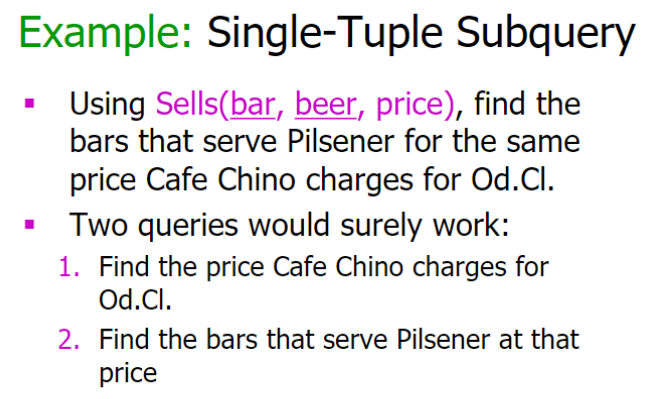 Example: Single-Tuple Subquery
▪ Using Sells(bar, beer, price), find the
bars that serve Pilsener for the same
price Cafe Chino charges for Od.Cl.
▪ Two queries would surely work:
1. Find the price Cafe Chino charges for
Od.Cl.
2. Find the bars that serve Pilsener at that
price